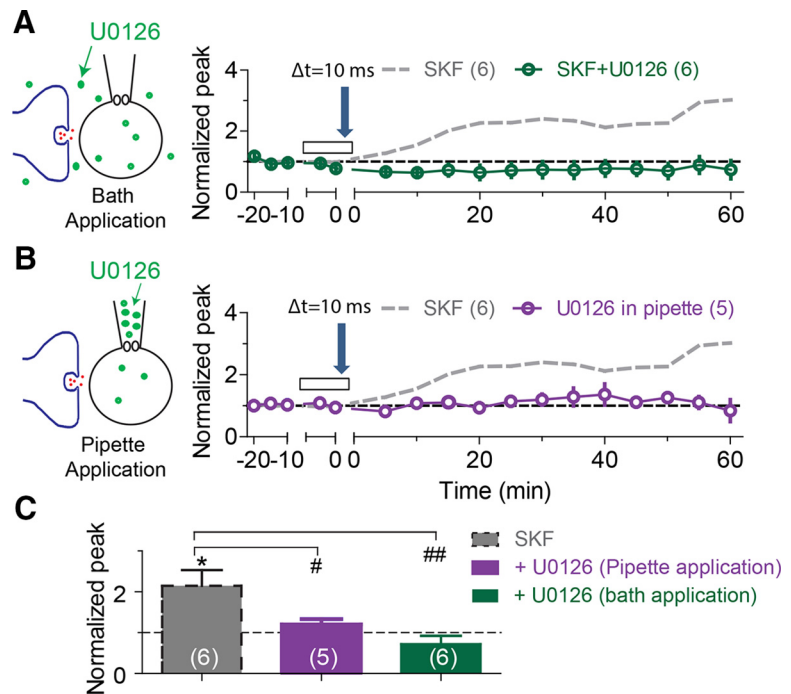 A
U0126
Bath
Application
Normalized peak
4
2
0
Δt=10 ms
SKF (6)
SKF+U0126 (6)
-20 -10 0 0 20 40 60
B
U0126
Pipette
Application
Normalized peak
4
2
0
Δt=10 ms
SKF (6)
U0126 in pipette (5)
-20 -10 0 0 20 40 60
Time (min)
C
Normalized peak
2
0
*
#
##
(6)
(5)
(6)
SKF
+ U0126 (Pipette application)
+ U0126 (bath application)